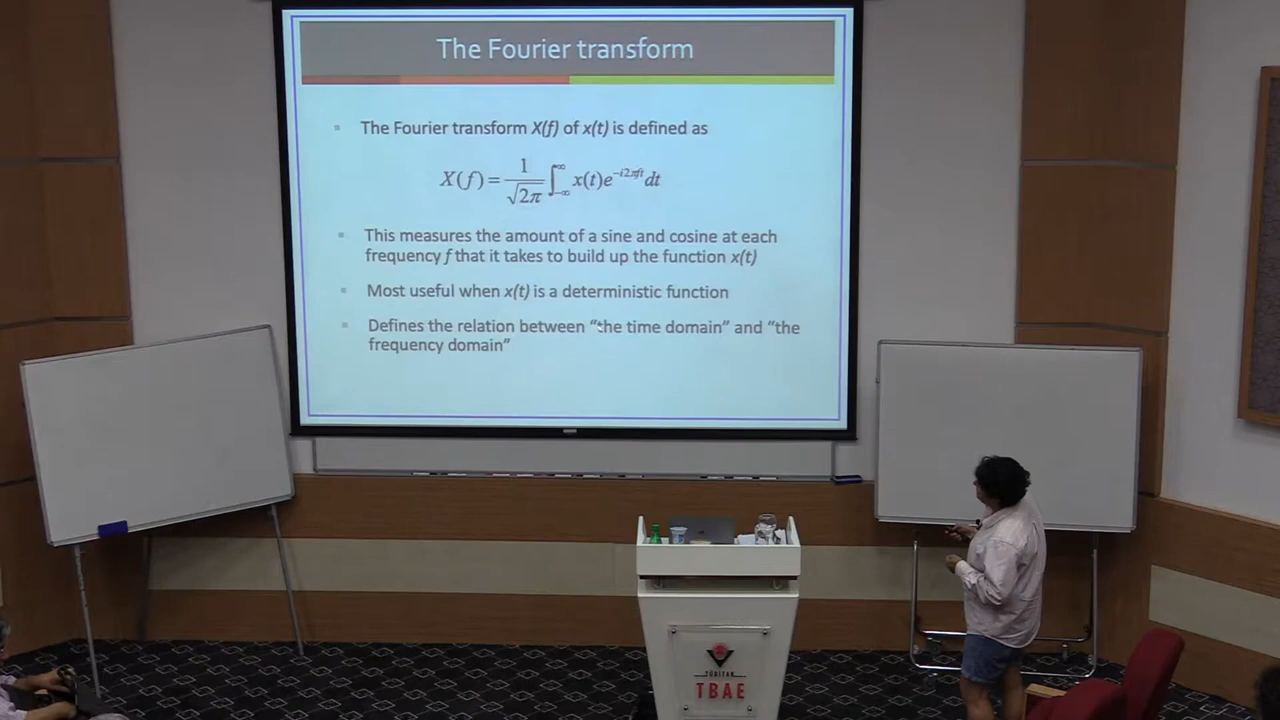 The Fourier transform
The Fourier transform X(f) of x(t) is defined as
X(f) = 1/√2π ∫_{-∞}^{∞} x(t)e^{-i2πft} dt
This measures the amount of a sine and cosine at each
frequency f that it takes to build up the function x(t)
Most useful when x(t) is a deterministic function
Defines the relation between “the time domain” and “the
frequency domain”
TÜBİTAK
TBAE